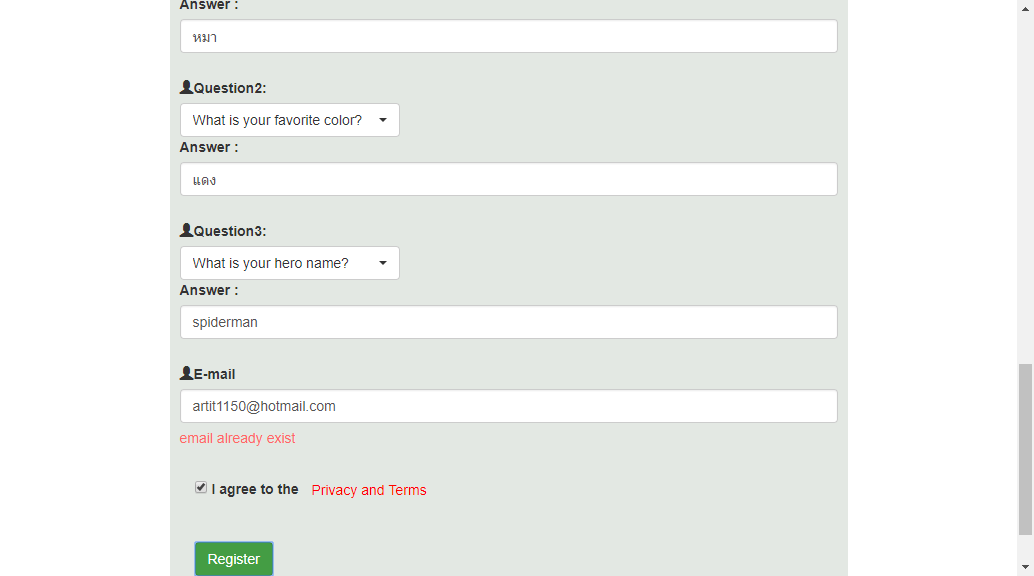 Answer :
หมา
Question2:
What is your favorite color?
Answer :
แดง
Question3:
What is your hero name?
Answer :
spiderman
E-mail
artit1150@hotmail.com
email already exist
I agree to the Privacy and Terms
Register